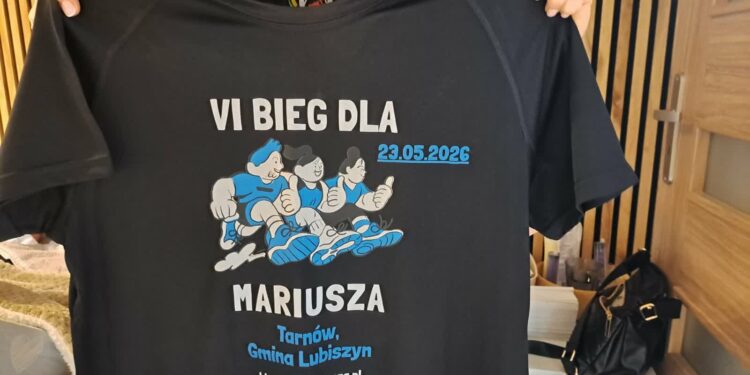 VI BIEG DLA
23.05.2026
MARIUSZA
Tarnów,
Gmina Lubiszyn